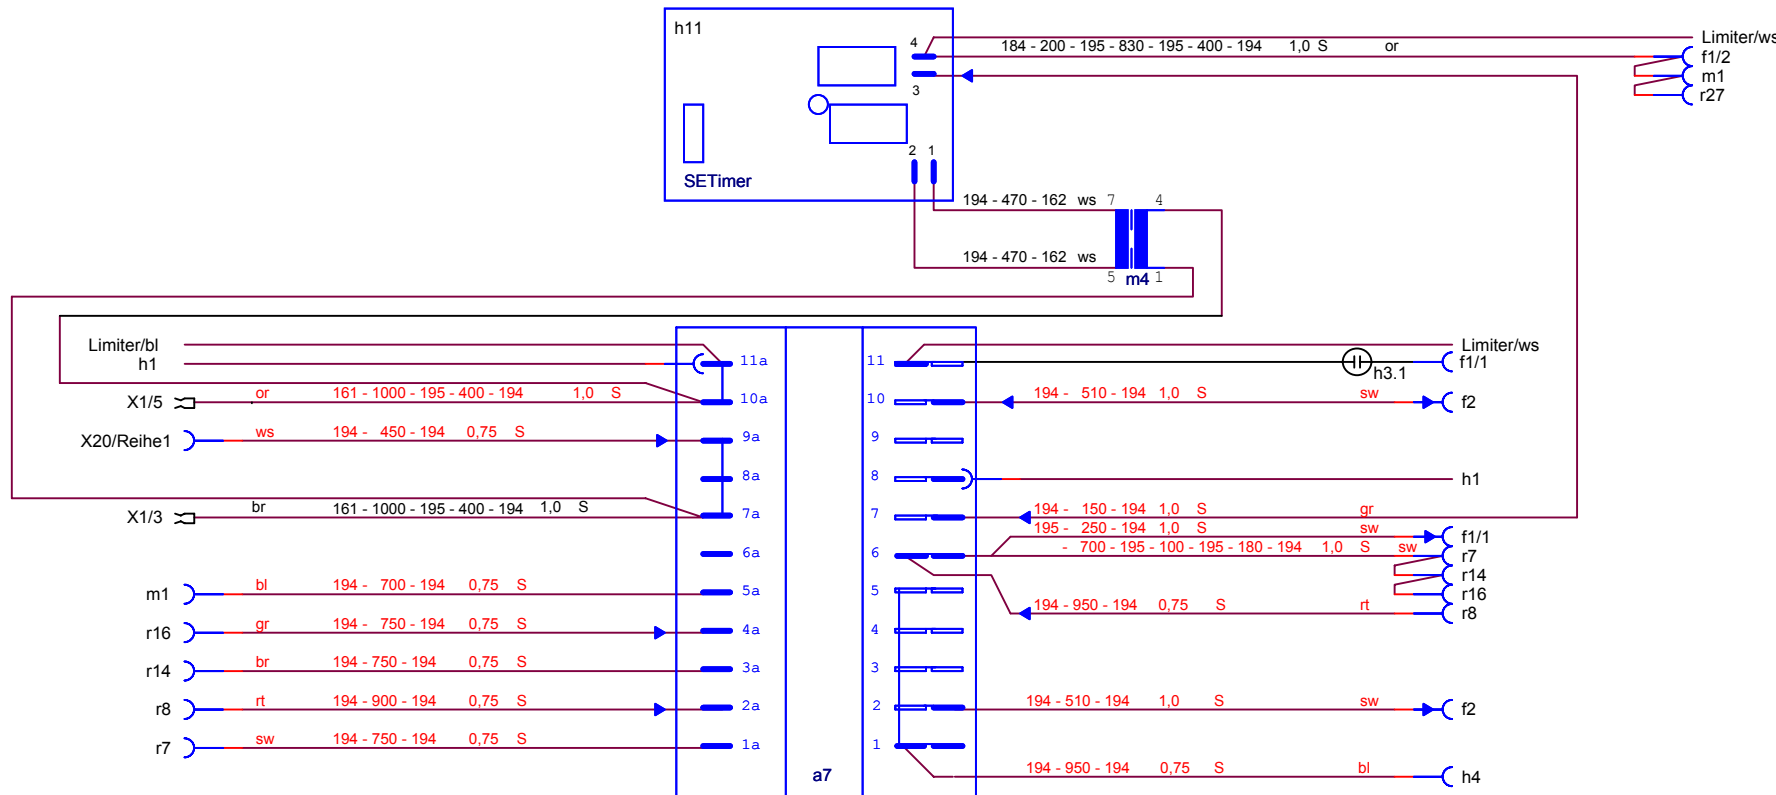 h11
4
184 - 200 - 195 - 830 - 195 - 400 - 194 1,0 S or
Limiter/ws
f1/2
m1
r27
3
2 1
SETimer
194 - 470 - 162 ws 7 4
194 - 470 - 162 ws
5 m4 1
Limiter/bl
h1
11a
11
Limiter/ws
f1/1
h3.1
X1/5
or 161 - 1000 - 195 - 400 - 194 1,0 S
10a
10
194 - 510 - 194 1,0 S sw
f2
X20/Reihe1
ws 194 - 450 - 194 0,75 S
9a
9
8a
8
h1
X1/3
br 161 - 1000 - 195 - 400 - 194 1,0 S
7a
7
194 - 150 - 194 1,0 S gr
195 - 250 - 194 1,0 S sw
f1/1
6a
6
- 700 - 195 - 100 - 195 - 180 - 194 1,0 S sw
r7
r14
r16
m1
bl 194 - 700 - 194 0,75 S
5a
5
194 - 950 - 194 0,75 S rt
r8
r16
gr 194 - 750 - 194 0,75 S
4a
4
r14
br 194 - 750 - 194 0,75 S
3a
3
r8
rt 194 - 900 - 194 0,75 S
2a
2
194 - 510 - 194 1,0 S sw
f2
r7
sw 194 - 750 - 194 0,75 S
1a
1
a7
194 - 950 - 194 0,75 S bl
h4